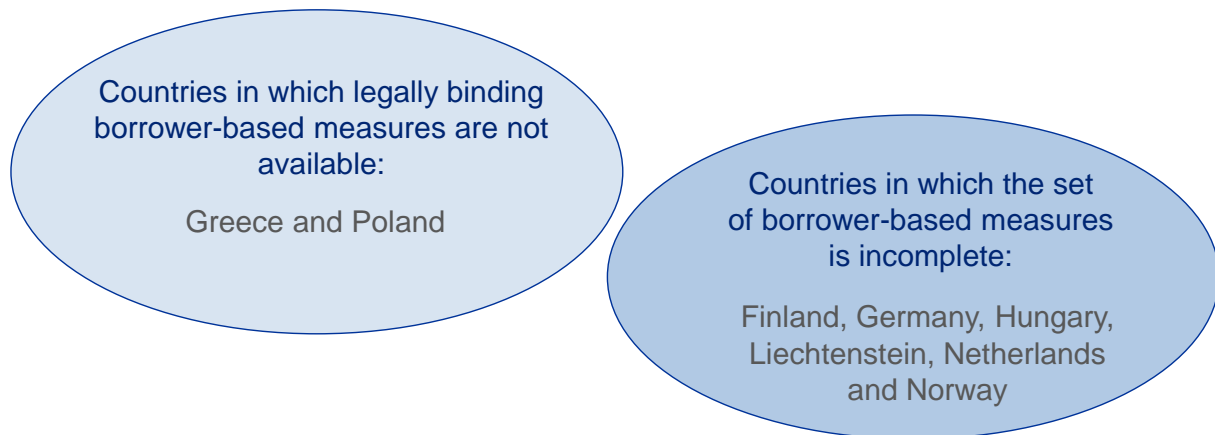 Countries in which legally binding
borrower-based measures are not
available:
Greece and Poland
Countries in which the set
of borrower-based measures
is incomplete:
Finland, Germany, Hungary,
Liechtenstein, Netherlands
and Norway